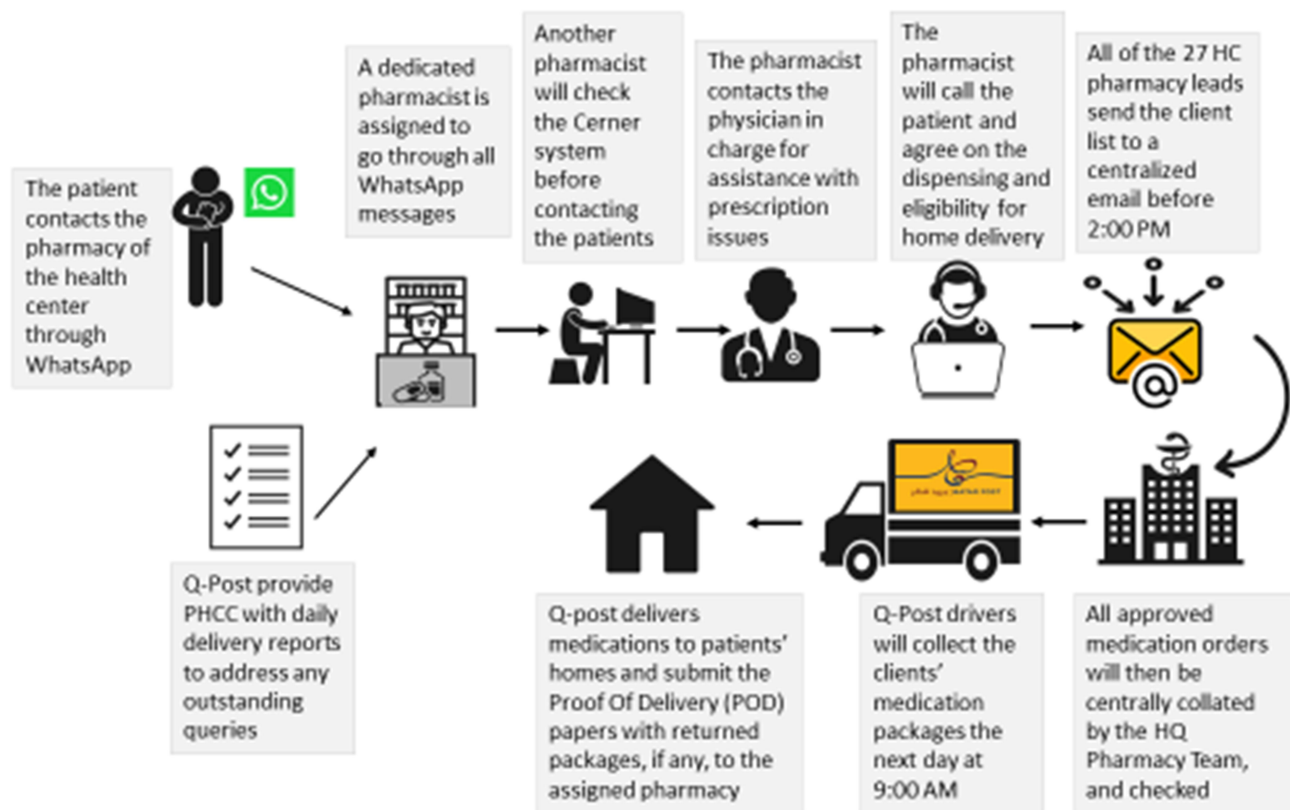 The patient
contacts the
pharmacy of
the health
center
through
WhatsApp
A dedicated
pharmacist is
assigned to
go through all
WhatsApp
messages
Another
pharmacist
will check
the Cerner
system
before
contacting
the patients
The pharmacist
contacts the
physician in
charge for
assistance with
prescription
issues
The
pharmacist
will call the
patient and
agree on the
dispensing and
eligibility for
home delivery
All of the 27 HC
pharmacy leads
send the client
list to a
centralized
email before
2:00 PM
All approved
medication orders
will then be
centrally collated
by the HQ
Pharmacy Team,
and checked
Q-Post drivers
will collect the
clients'
medication
packages the
next day at
9:00 AM
Q-post delivers
medications to patients'
homes and submit the
Proof Of Delivery (POD)
papers with returned
packages, if any, to the
assigned pharmacy
Q-Post provide
PHCC with daily
delivery reports
to address any
outstanding
queries